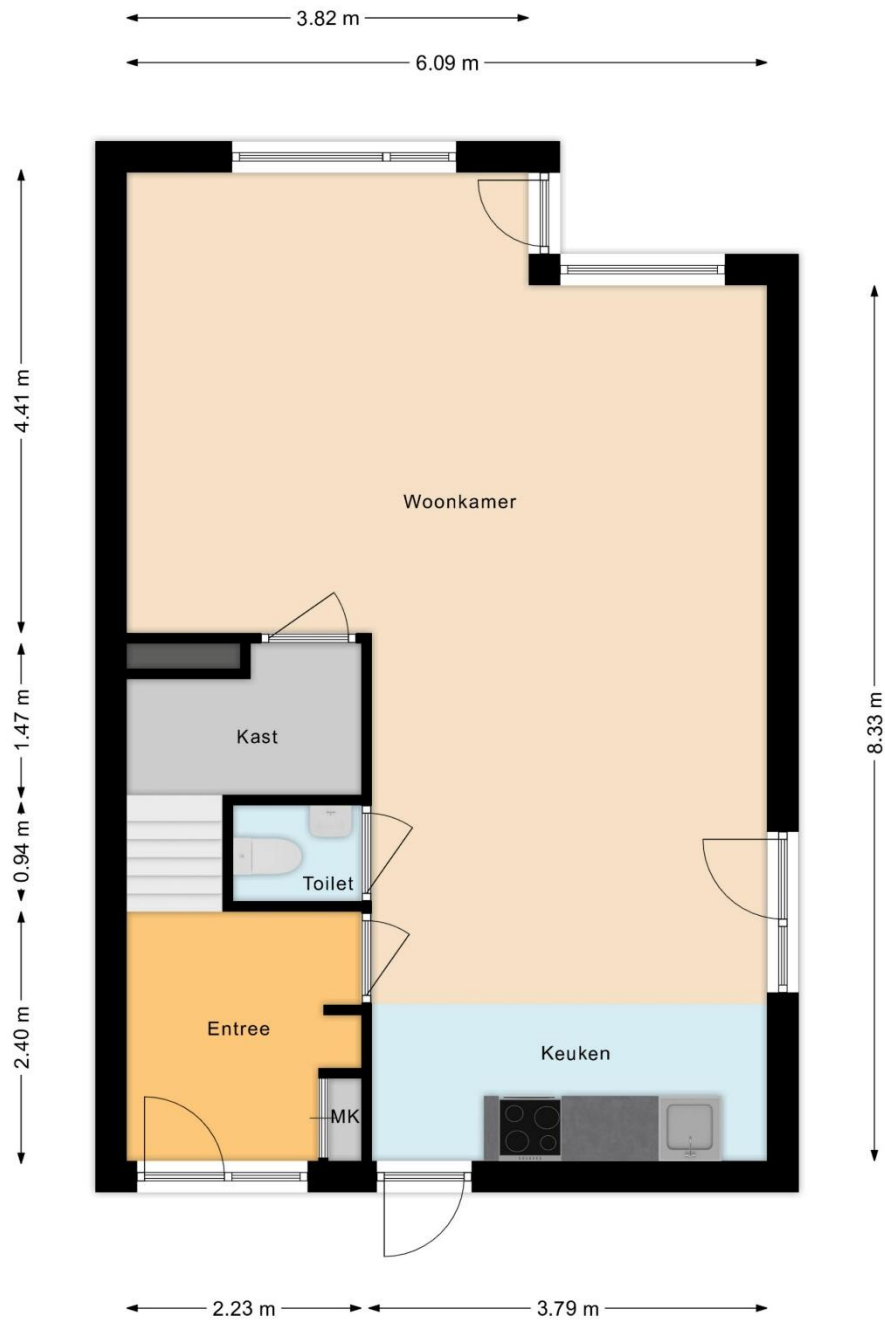 3.82 m
6.09 m
4.41 m
Woonkamer
1.47 m
8.33 m
Kast
0.94 m
Toilet
2.40 m
Entree
Keuken
MK
2.23 m
3.79 m